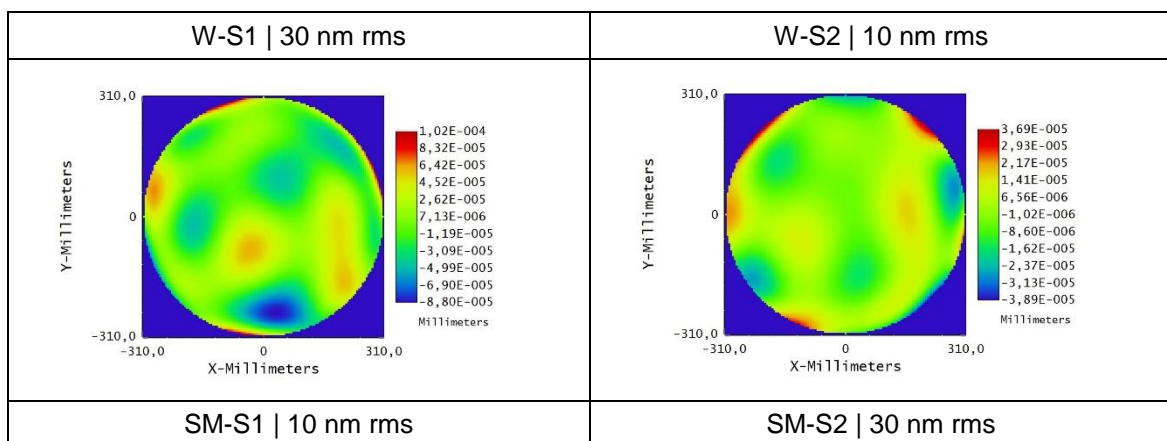 W-S1 | 30 nm rms
W-S2 | 10 nm rms
310,0
0
-310,0
Y-Millimeters
-310,0 0 310,0
X-Millimeters
1,02E-004
8,32E-005
6,42E-005
4,52E-005
2,62E-005
7,13E-006
-1,19E-005
-3,09E-005
-4,99E-005
-6,90E-005
-8,80E-005
Millimeters
310,0
0
-310,0
Y-Millimeters
-310,0 0 310,0
X-Millimeters
3,69E-005
2,93E-005
2,17E-005
1,41E-005
6,56E-006
-1,02E-006
-8,60E-006
-1,62E-005
-2,37E-005
-3,13E-005
-3,89E-005
Millimeters
SM-S1 | 10 nm rms
SM-S2 | 30 nm rms